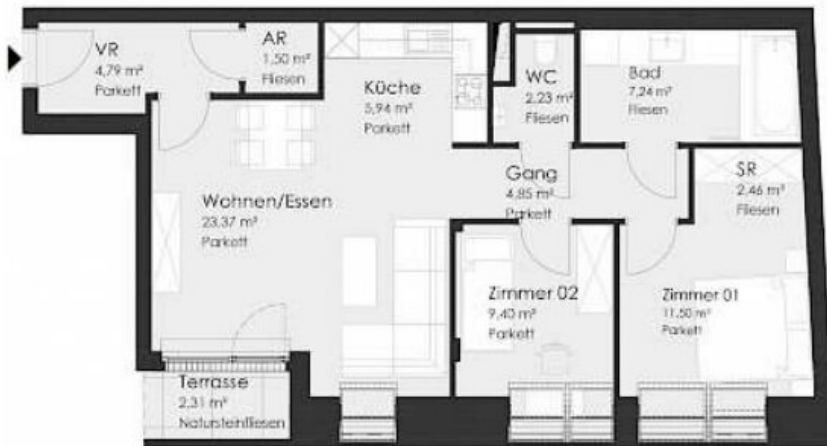 VR
4,79 m²
Parkett
AR
1,50 m²
Fliesen
Küche
5,94 m²
Parkett
WC
2,23 m²
Fliesen
Bad
7,24 m²
Fliesen
Wohnen/Essen
23,37 m²
Parkett
Gang
4,85 m²
Parkett
SR
2,46 m²
Fliesen
Zimmer 02
9,40 m²
Parkett
Zimmer 01
11,50 m²
Parkett
Terrasse
2,31 m²
Natursteinfliesen